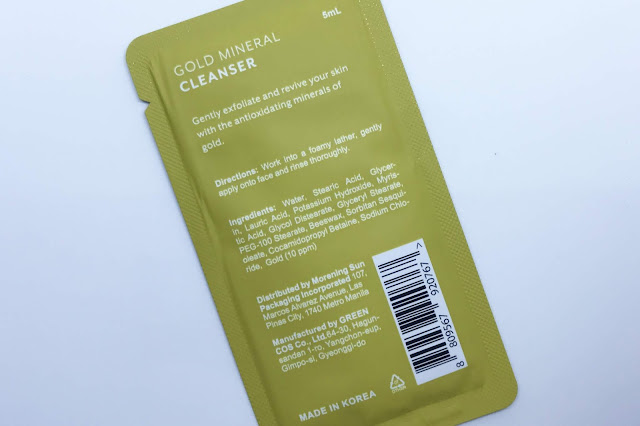 5mL
GOLD MINERAL
CLEANSER
Gently exfoliate and revive your skin
with the antioxidating minerals of
gold.
Directions: Work into a foamy lather, gently
apply onto face and rinse thoroughly.
Ingredients: Water, Stearic Acid, Glycer-
in, Lauric Acid, Potassium Hydroxide, Myris-
tic Acid, Glycol Distearate, Glyceryl Stearate,
PEG-100 Stearate, Beeswax, Sorbitan Sesqui-
oleate, Cocamidopropyl Betaine, Sodium Chlo-
ride, Gold (10 ppm)
Distributed by Morening Sun
Packaging Incorporated 107,
Marcos Alvarez Avenue, Las
Pinas City, 1740 Metro Manila
Manufactured by GREEN
COS Co., Ltd.64-30, Hagun-
sandan 1-ro, Yangchon-eup,
Gimpo-si, Gyeonggi-do
MADE IN KOREA
8 809567 920767 >